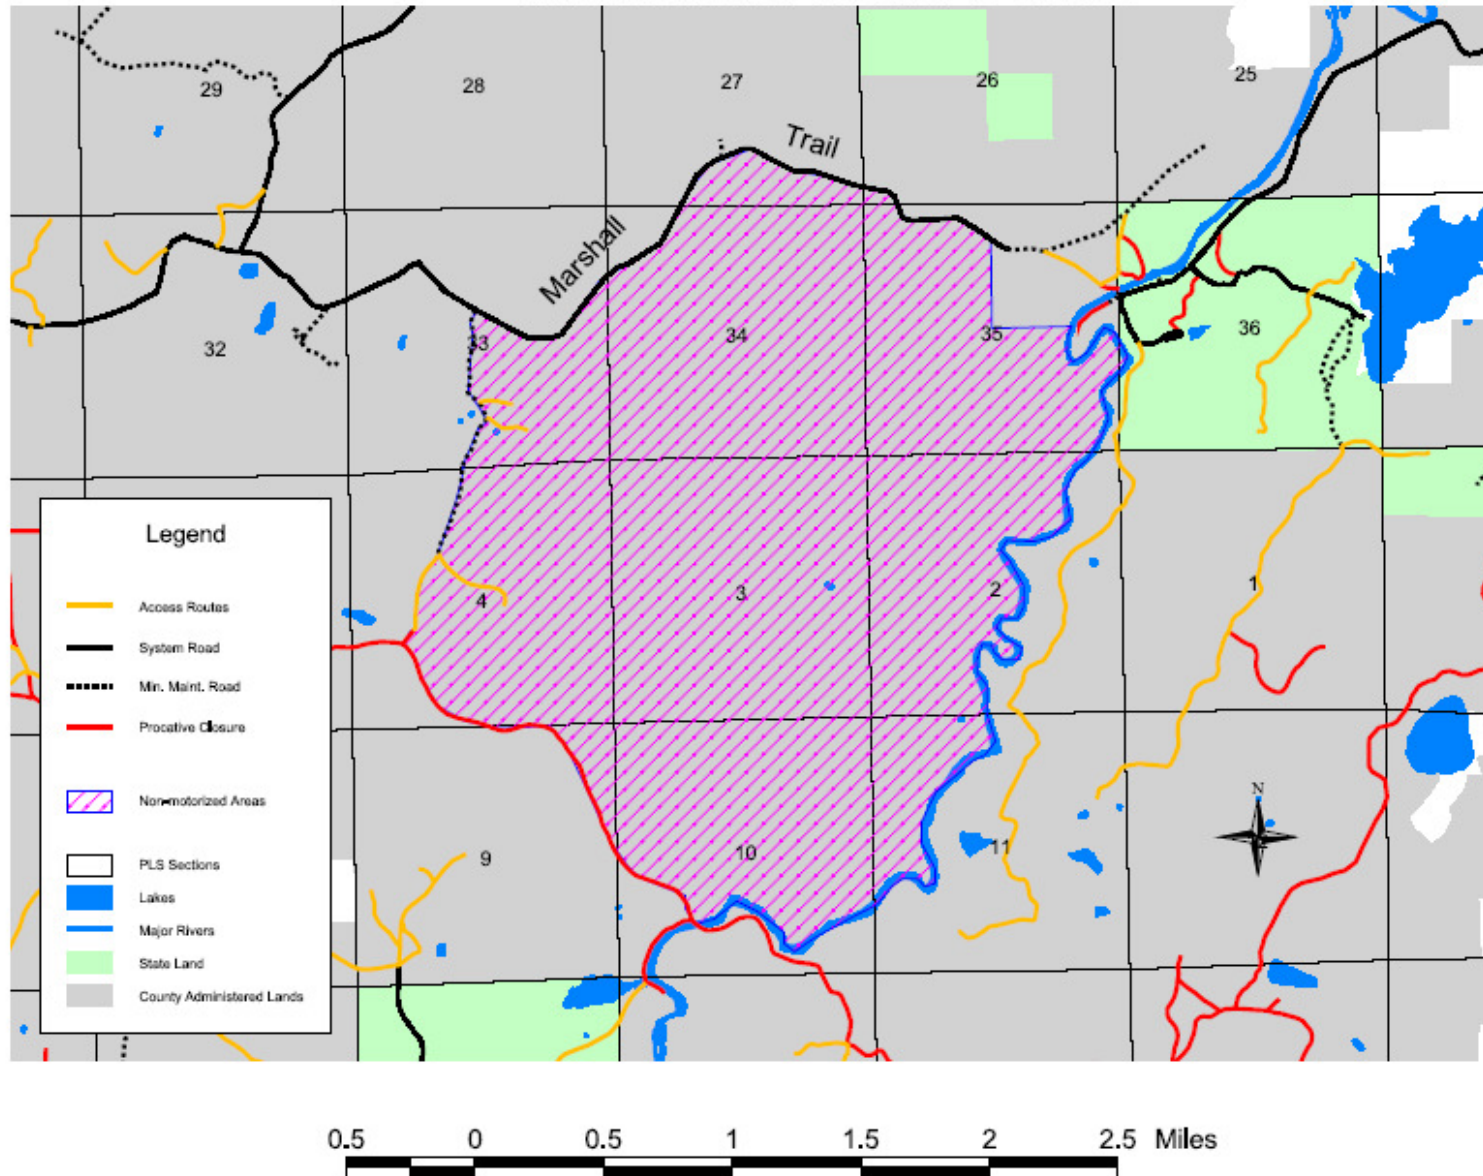 29
28
27
26
25
Trail
Marshall
32
33
34
35
36
Legend
Access Routes
System Road
Min. Maint. Road
Procative Closure
Non-motorized Areas
PLS Sections
Lakes
Major Rivers
State Land
County Administered Lands
4
3
2
1
9
10
11
N
0.5 0 0.5 1 1.5 2 2.5 Miles